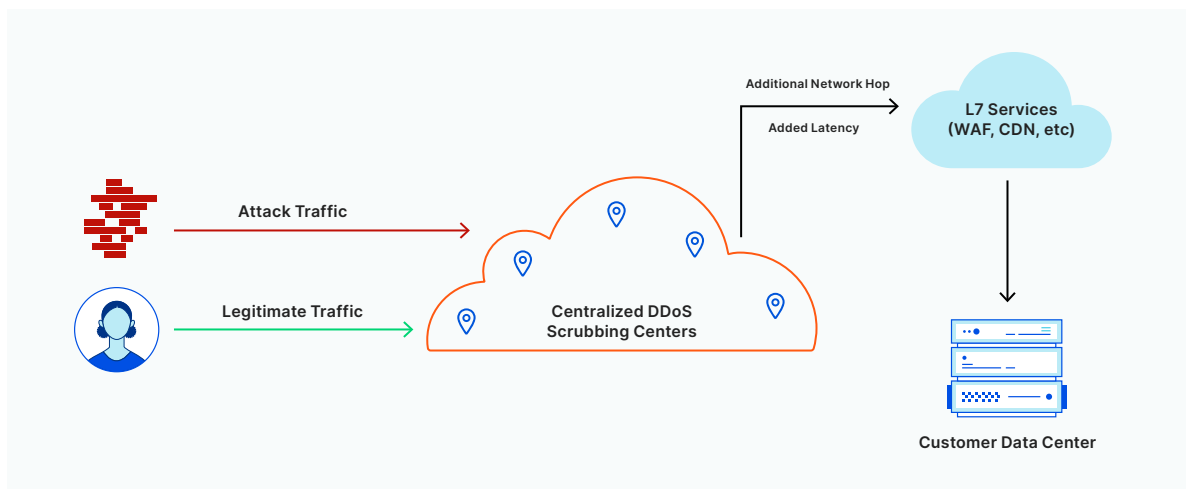 Attack Traffic
Legitimate Traffic
Centralized DDoS
Scrubbing Centers
Additional Network Hop
Added Latency
L7 Services
(WAF, CDN, etc)
Customer Data Center